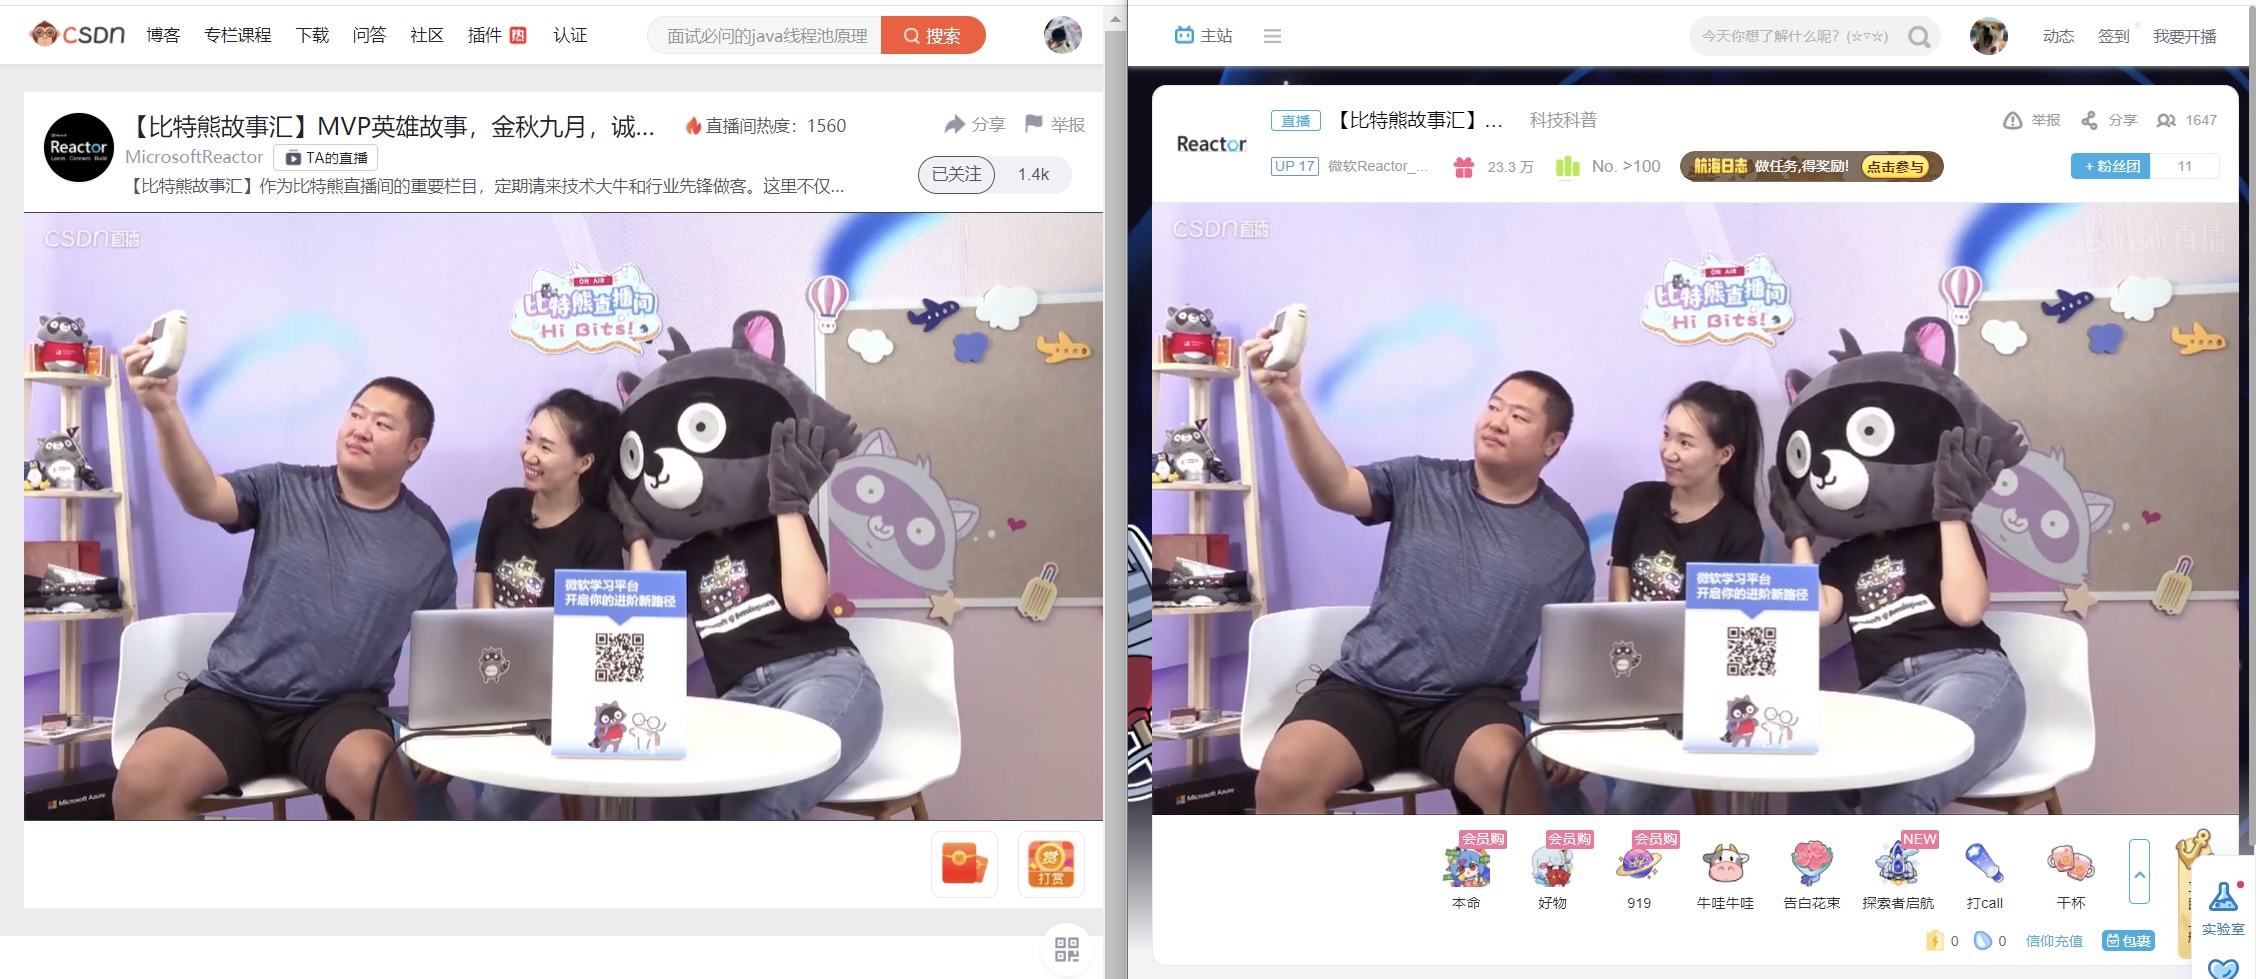 CSDN 博客 专栏课程 下载 问答 社区 插件 热 认证 面试必问的java线程池原理 搜索
Reactor
Learn. Connect. Build.
【比特熊故事汇】MVP英雄故事，金秋九月，诚... 直播间热度：1560 分享 举报
MicrosoftReactor TA的直播
已关注 1.4k
【比特熊故事汇】作为比特熊直播间的重要栏目，定期请来技术大牛和行业先锋做客。这里不仅...
CSDN直播
ON AIR
比特熊直播间
Hi Bits!
微软学习平台
开启你的进阶新路径
Microsoft Azure
赏
打赏
主站 今天你想了解什么呢？(☆▽☆) 动态 签到 我要开播
Reactor
直播 【比特熊故事汇】... 科技科普 举报 分享 1647
UP 17 微软Reactor_... 23.3 万 No. >100 航海日志 做任务,得奖励! 点击参与 + 粉丝团 11
CSDN直播
bilibili 直播
ON AIR
比特熊直播间
Hi Bits!
微软学习平台
开启你的进阶新路径
Microsoft Azure
会员购 会员购 会员购 NEW
本命 好物 919 牛哇牛哇 告白花束 探索者启航 打call 干杯
0 0 信仰充值 包裹
实验室